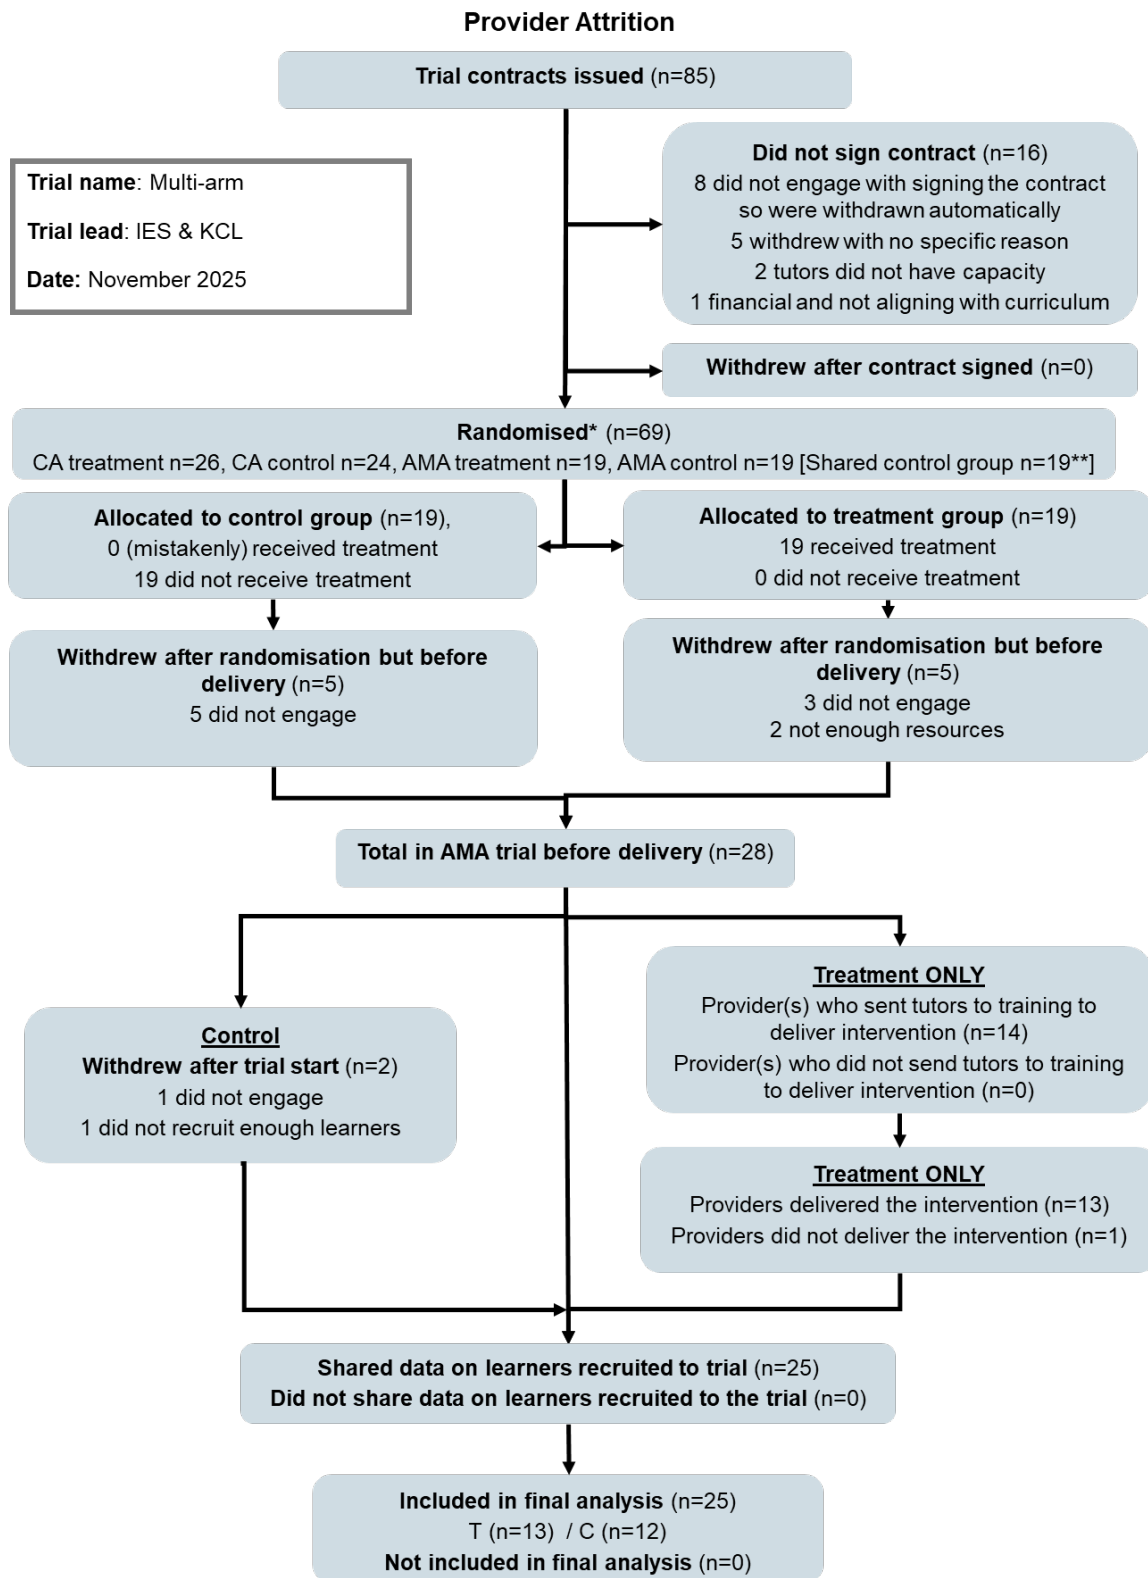 Provider Attrition
Trial contracts issued (n=85)
Trial name: Multi-arm
Trial lead: IES & KCL
Date: November 2025
Did not sign contract (n=16)
8 did not engage with signing the contract
so were withdrawn automatically
5 withdrew with no specific reason
2 tutors did not have capacity
1 financial and not aligning with curriculum
Withdrew after contract signed (n=0)
Randomised* (n=69)
CA treatment n=26, CA control n=24, AMA treatment n=19, AMA control n=19 [Shared control group n=19**]
Allocated to control group (n=19),
0 (mistakenly) received treatment
19 did not receive treatment
Allocated to treatment group (n=19)
19 received treatment
0 did not receive treatment
Withdrew after randomisation but before
delivery (n=5)
5 did not engage
Withdrew after randomisation but before
delivery (n=5)
3 did not engage
2 not enough resources
Total in AMA trial before delivery (n=28)
Control
Withdrew after trial start (n=2)
1 did not engage
1 did not recruit enough learners
Treatment ONLY
Provider(s) who sent tutors to training to
deliver intervention (n=14)
Provider(s) who did not send tutors to training
to deliver intervention (n=0)
Treatment ONLY
Providers delivered the intervention (n=13)
Providers did not deliver the intervention (n=1)
Shared data on learners recruited to trial (n=25)
Did not share data on learners recruited to the trial (n=0)
Included in final analysis (n=25)
T (n=13) / C (n=12)
Not included in final analysis (n=0)